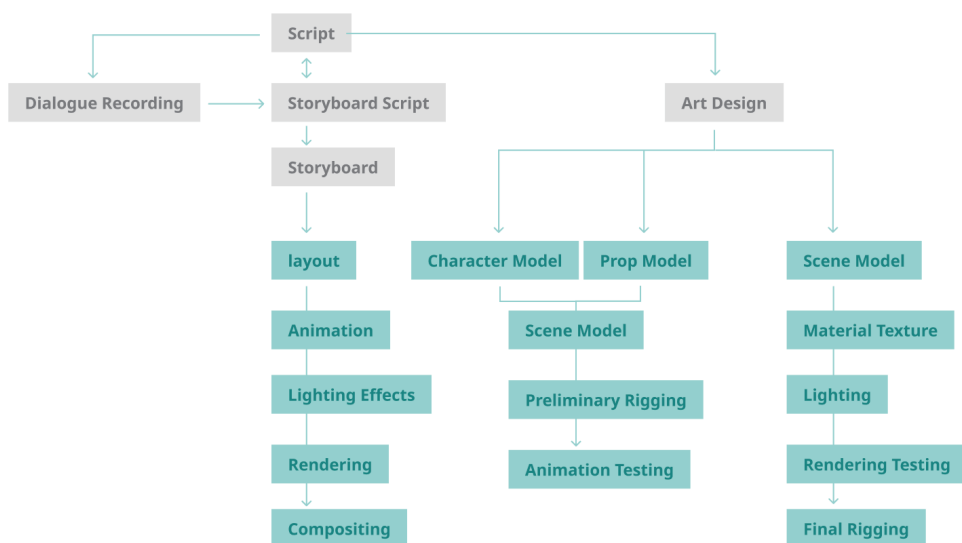 Script
Dialogue Recording
Storyboard Script
Art Design
Storyboard
layout
Character Model
Prop Model
Scene Model
Animation
Scene Model
Material Texture
Lighting Effects
Preliminary Rigging
Lighting
Rendering
Animation Testing
Rendering Testing
Compositing
Final Rigging